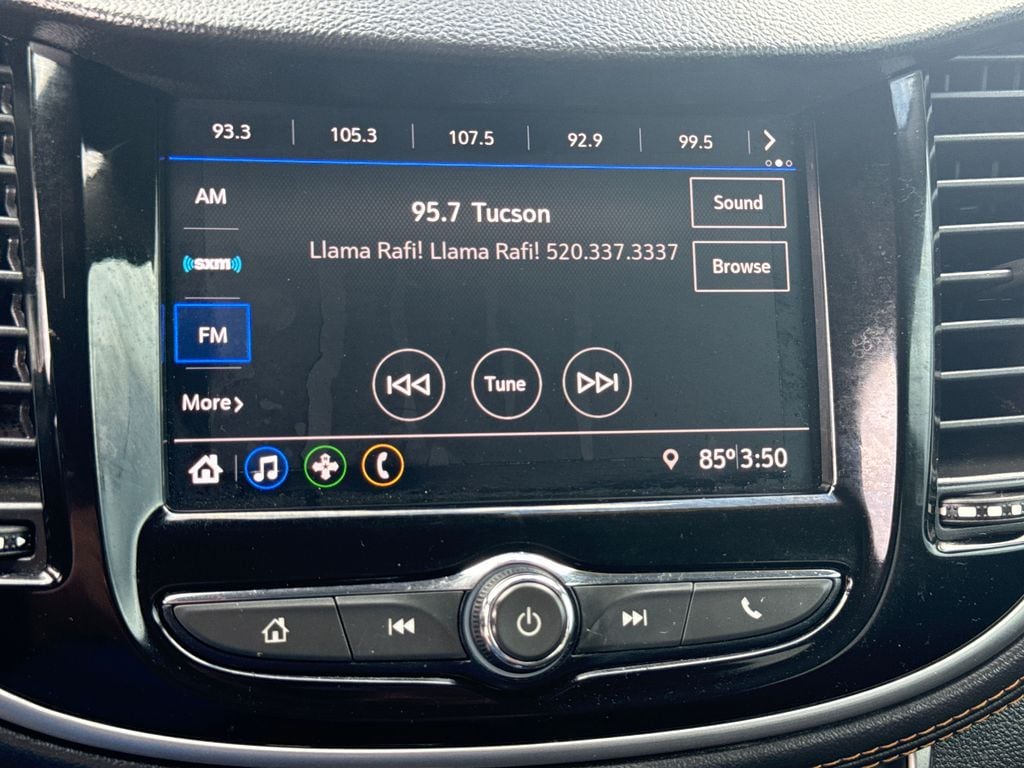 93.3 105.3 107.5 92.9 99.5
AM
95.7 Tucson
Sound
Llama Rafi! Llama Rafi! 520.337.3337
sxm
Browse
FM
Tune
More
85° 3:50